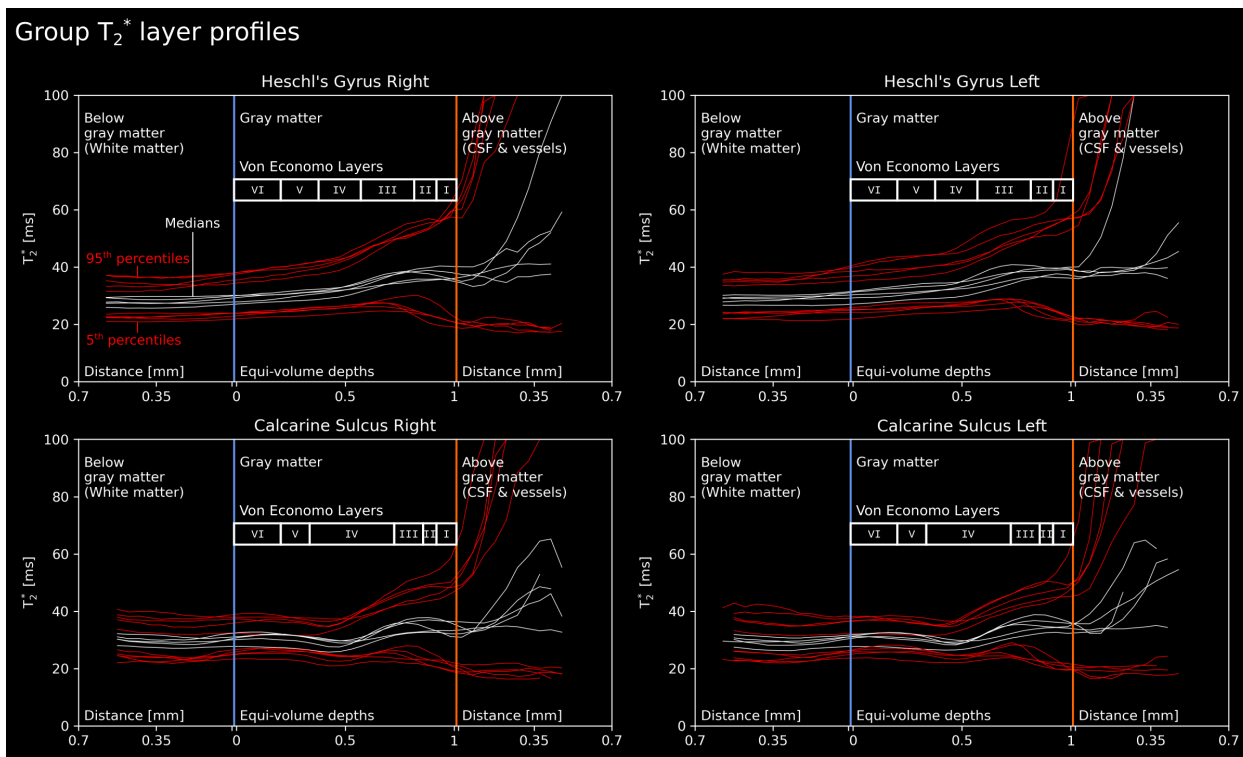 Group T₂* layer profiles
Heschl's Gyrus Right
100
80
60
40
20
0
T₂* [ms]
Below
gray matter
(White matter)
Gray matter
Above
gray matter
(CSF & vessels)
Von Economo Layers
VI V IV III II I
Medians
95th percentiles
5th percentiles
Distance [mm]
Equi-volume depths
Distance [mm]
0.7 0.35 0 0.5 1 0.35 0.7
Heschl's Gyrus Left
100
80
60
40
20
0
T₂* [ms]
Below
gray matter
(White matter)
Gray matter
Above
gray matter
(CSF & vessels)
Von Economo Layers
VI V IV III II I
Distance [mm]
Equi-volume depths
Distance [mm]
0.7 0.35 0 0.5 1 0.35 0.7
Calcarine Sulcus Right
100
80
60
40
20
0
T₂* [ms]
Below
gray matter
(White matter)
Gray matter
Above
gray matter
(CSF & vessels)
Von Economo Layers
VI V IV III II I
Distance [mm]
Equi-volume depths
Distance [mm]
0.7 0.35 0 0.5 1 0.35 0.7
Calcarine Sulcus Left
100
80
60
40
20
0
T₂* [ms]
Below
gray matter
(White matter)
Gray matter
Above
gray matter
(CSF & vessels)
Von Economo Layers
VI V IV III II I
Distance [mm]
Equi-volume depths
Distance [mm]
0.7 0.35 0 0.5 1 0.35 0.7